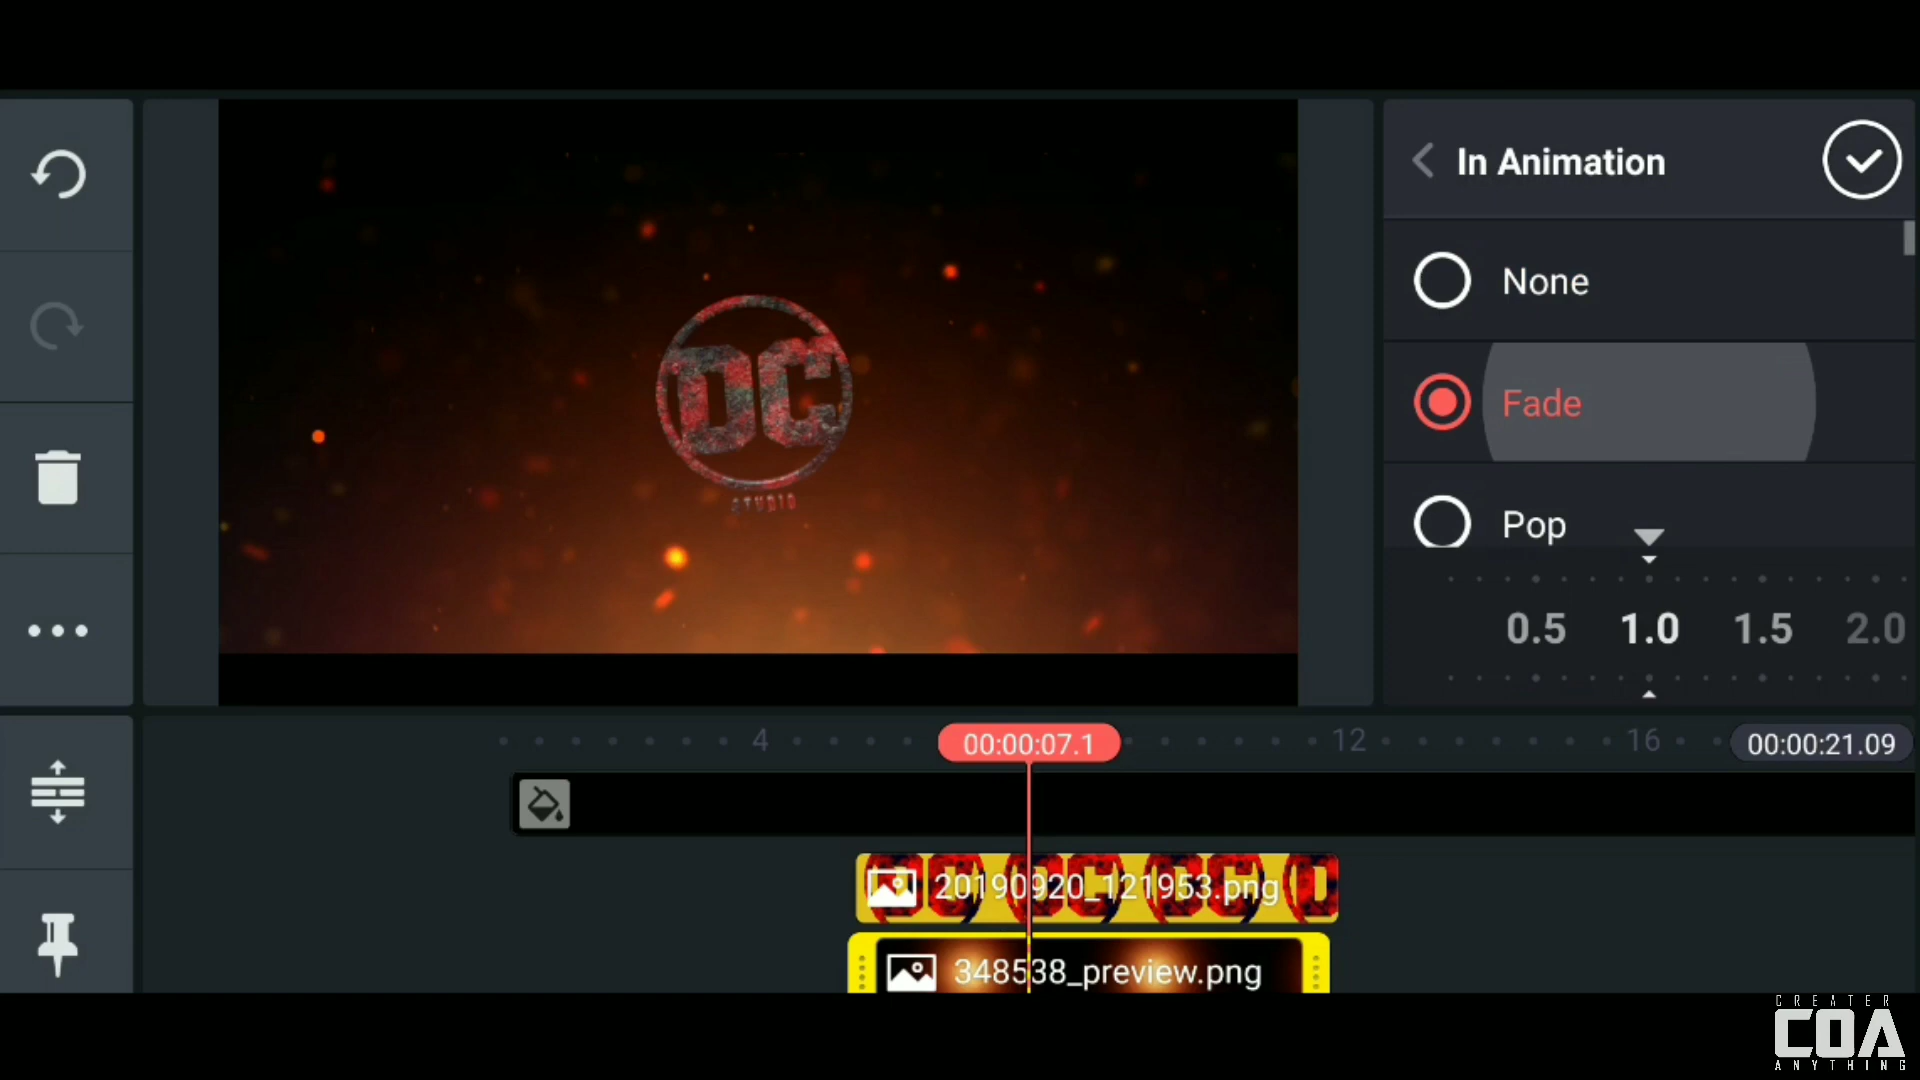 In Animation
None
Fade
Pop
0.5 1.0 1.5 2.0
DC
STUDIO
4 00:00:07.1 12 16 00:00:21.09
20190920_121953.png
348538_preview.png
CREATER
COA
ANYTHING